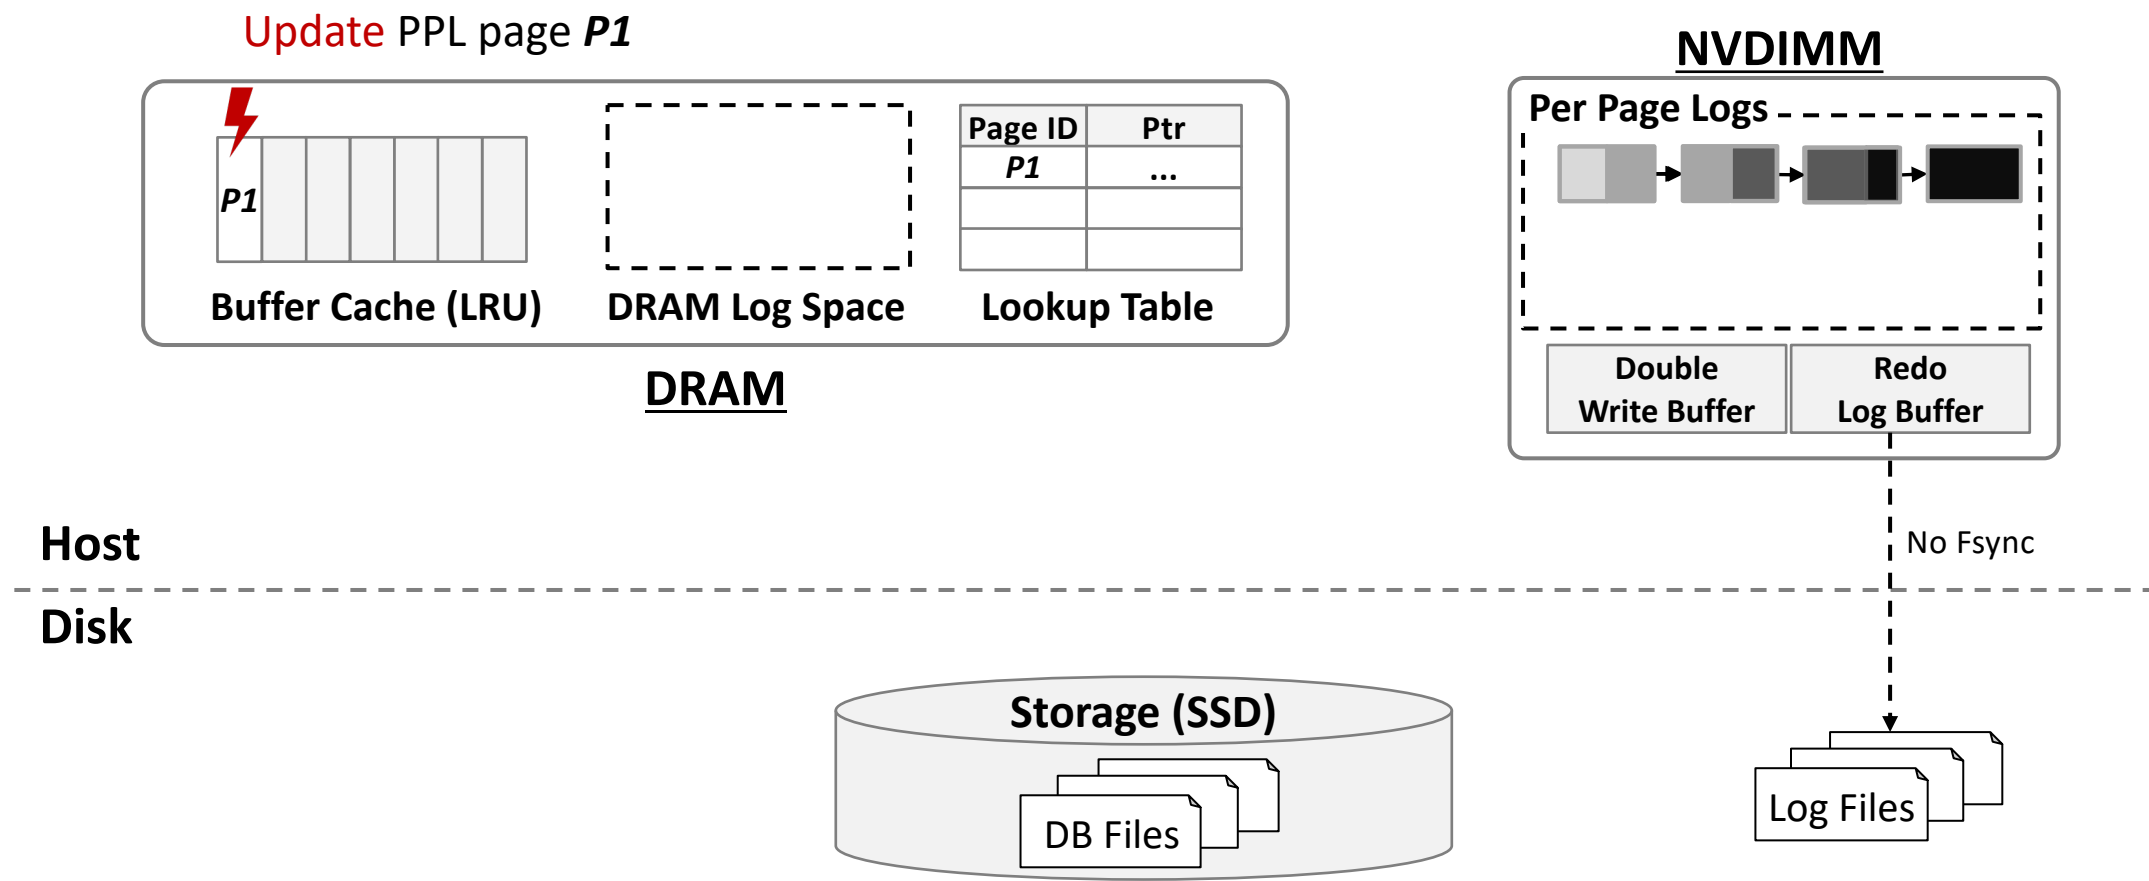 Update PPL page P1
NVDIMM
Per Page Logs
Page ID Ptr
P1 ...
P1
Buffer Cache (LRU)
DRAM Log Space
Lookup Table
Double
Write Buffer
Redo
Log Buffer
DRAM
Host
No Fsync
Disk
Storage (SSD)
DB Files
Log Files